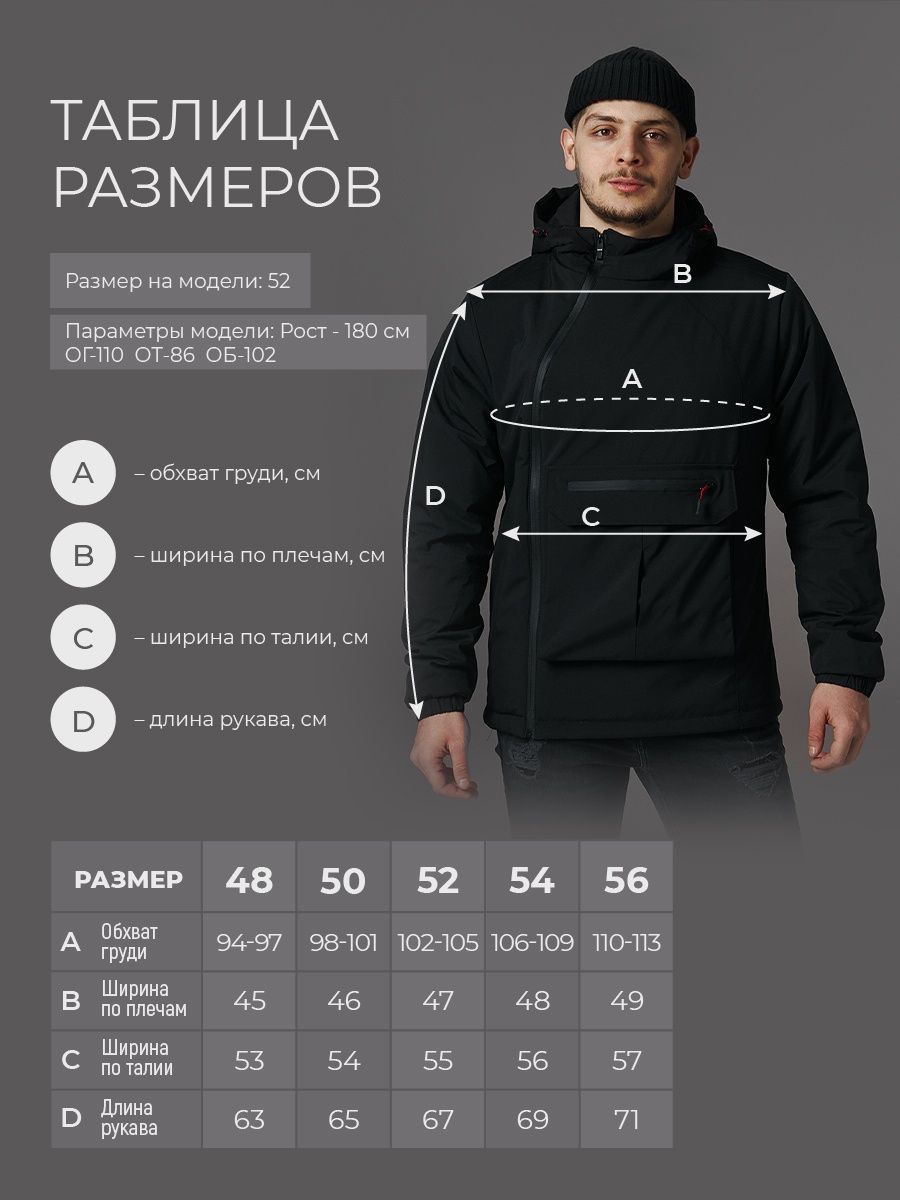 ТАБЛИЦА
РАЗМЕРОВ
Размер на модели: 52
Параметры модели: Рост - 180 см
ОГ-110 ОТ-86 ОБ-102
A – обхват груди, см
B – ширина по плечам, см
C – ширина по талии, см
D – длина рукава, см
B
A
D
C
РАЗМЕР 48 50 52 54 56
A Обхват груди 94-97 98-101 102-105 106-109 110-113
B Ширина по плечам 45 46 47 48 49
C Ширина по талии 53 54 55 56 57
D Длина рукава 63 65 67 69 71